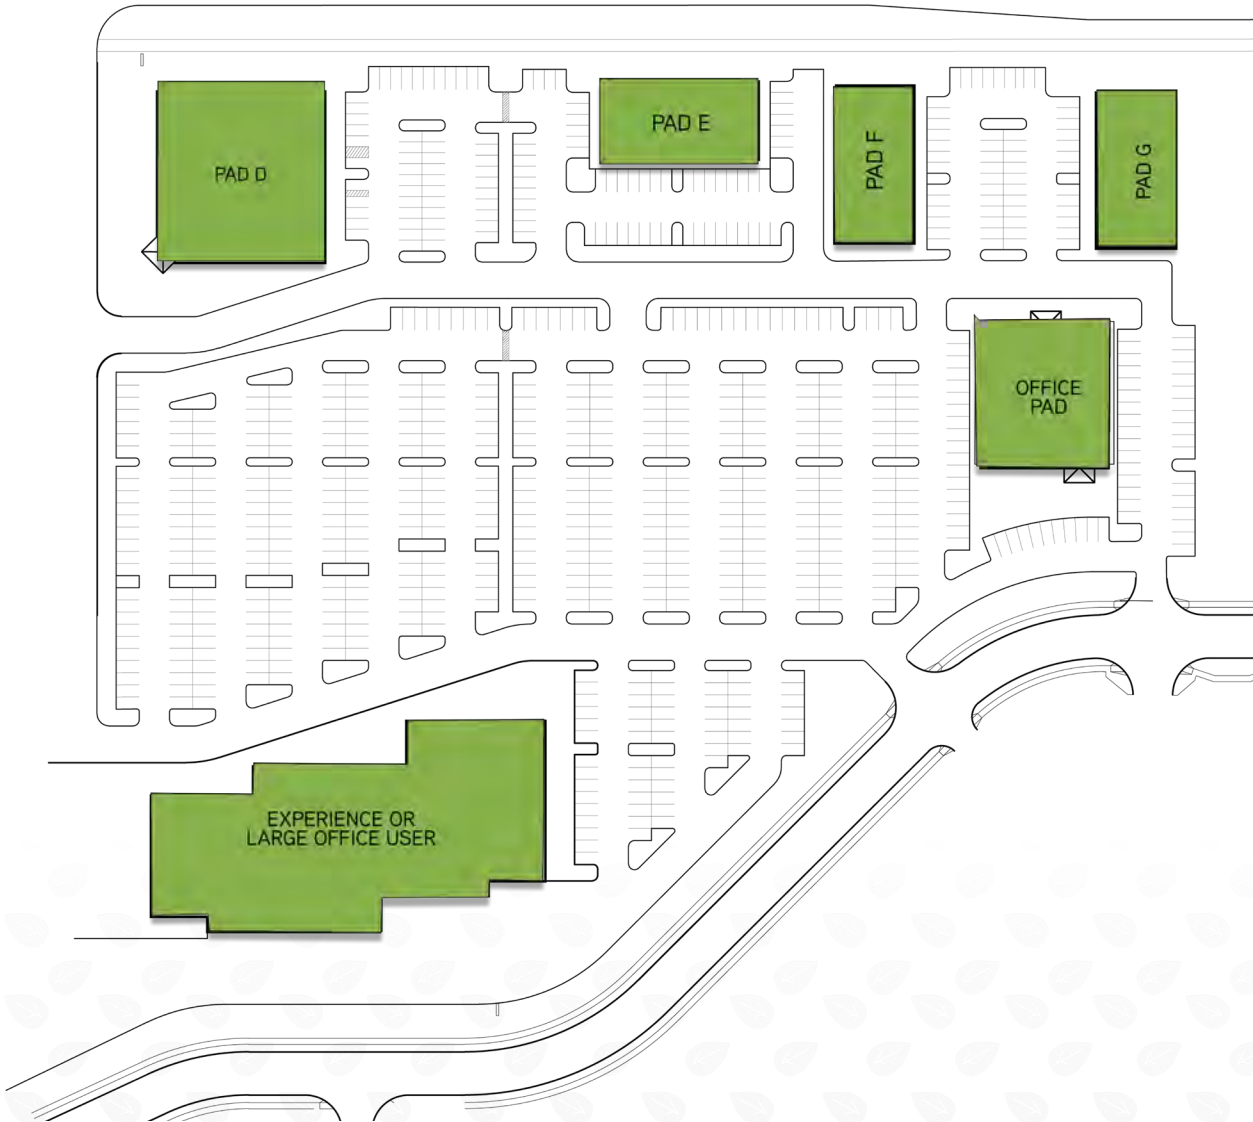 PAD D
PAD E
PAD F
PAD G
OFFICE
PAD
EXPERIENCE OR
LARGE OFFICE USER